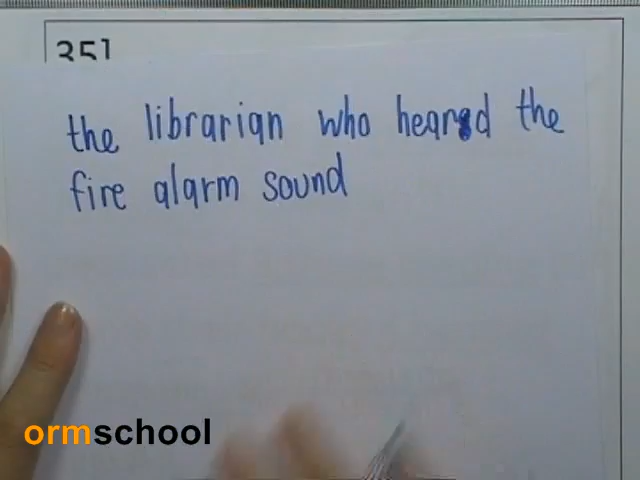 351
the librarian who heard the
fire alarm sound
ormschool